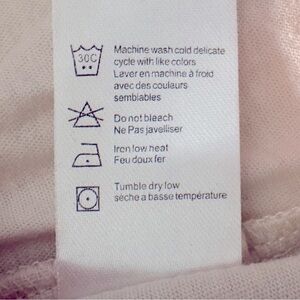 30C
Machine wash cold delicate
cycle with like colors
Laver en machine à froid
avec des couleurs
semblables
Do not bleach
Ne Pas javelliser
Iron low heat
Feu doux fer
Tumble dry low
sèche a basse température